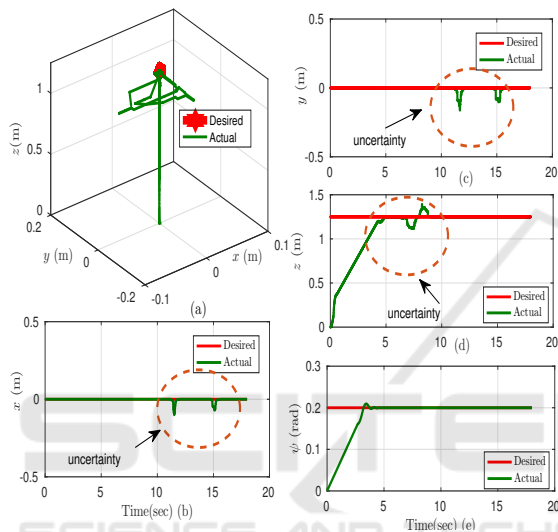 z(m)
1
0.5
0
0.2
y (m)
0
-0.2
-0.1
0
x (m)
0.1
Desired
Actual
(a)
0.5
x (m)
0
-0.5
0
5
10
15
20
Desired
Actual
uncertainty
Time(sec) (b)
0.5
y (m)
0
-0.5
0
5
10
15
20
Desired
Actual
uncertainty
(c)
1.5
1
z (m)
0.5
0
0
5
10
15
20
uncertainty
Desired
Actual
(d)
0.3
ψ (rad)
0.2
0.1
0
0
5
10
15
20
Desired
Actual
Time(sec) (e)